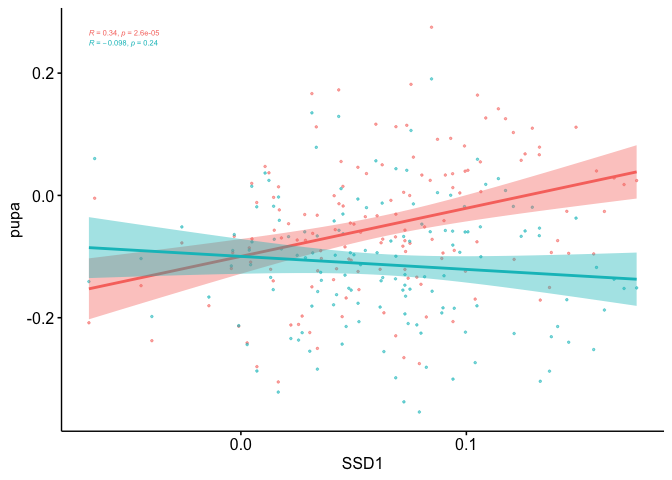 R = 0.34, p = 2.6e-05
R = −0.098, p = 0.24
0.2
0.0
-0.2
pupa
0.0 0.1
SSD1